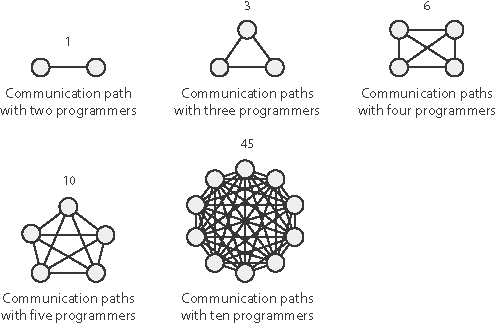 1
Communication path
with two programmers
3
Communication paths
with three programmers
6
Communication paths
with four programmers
10
Communication paths
with five programmers
45
Communication paths
with ten programmers